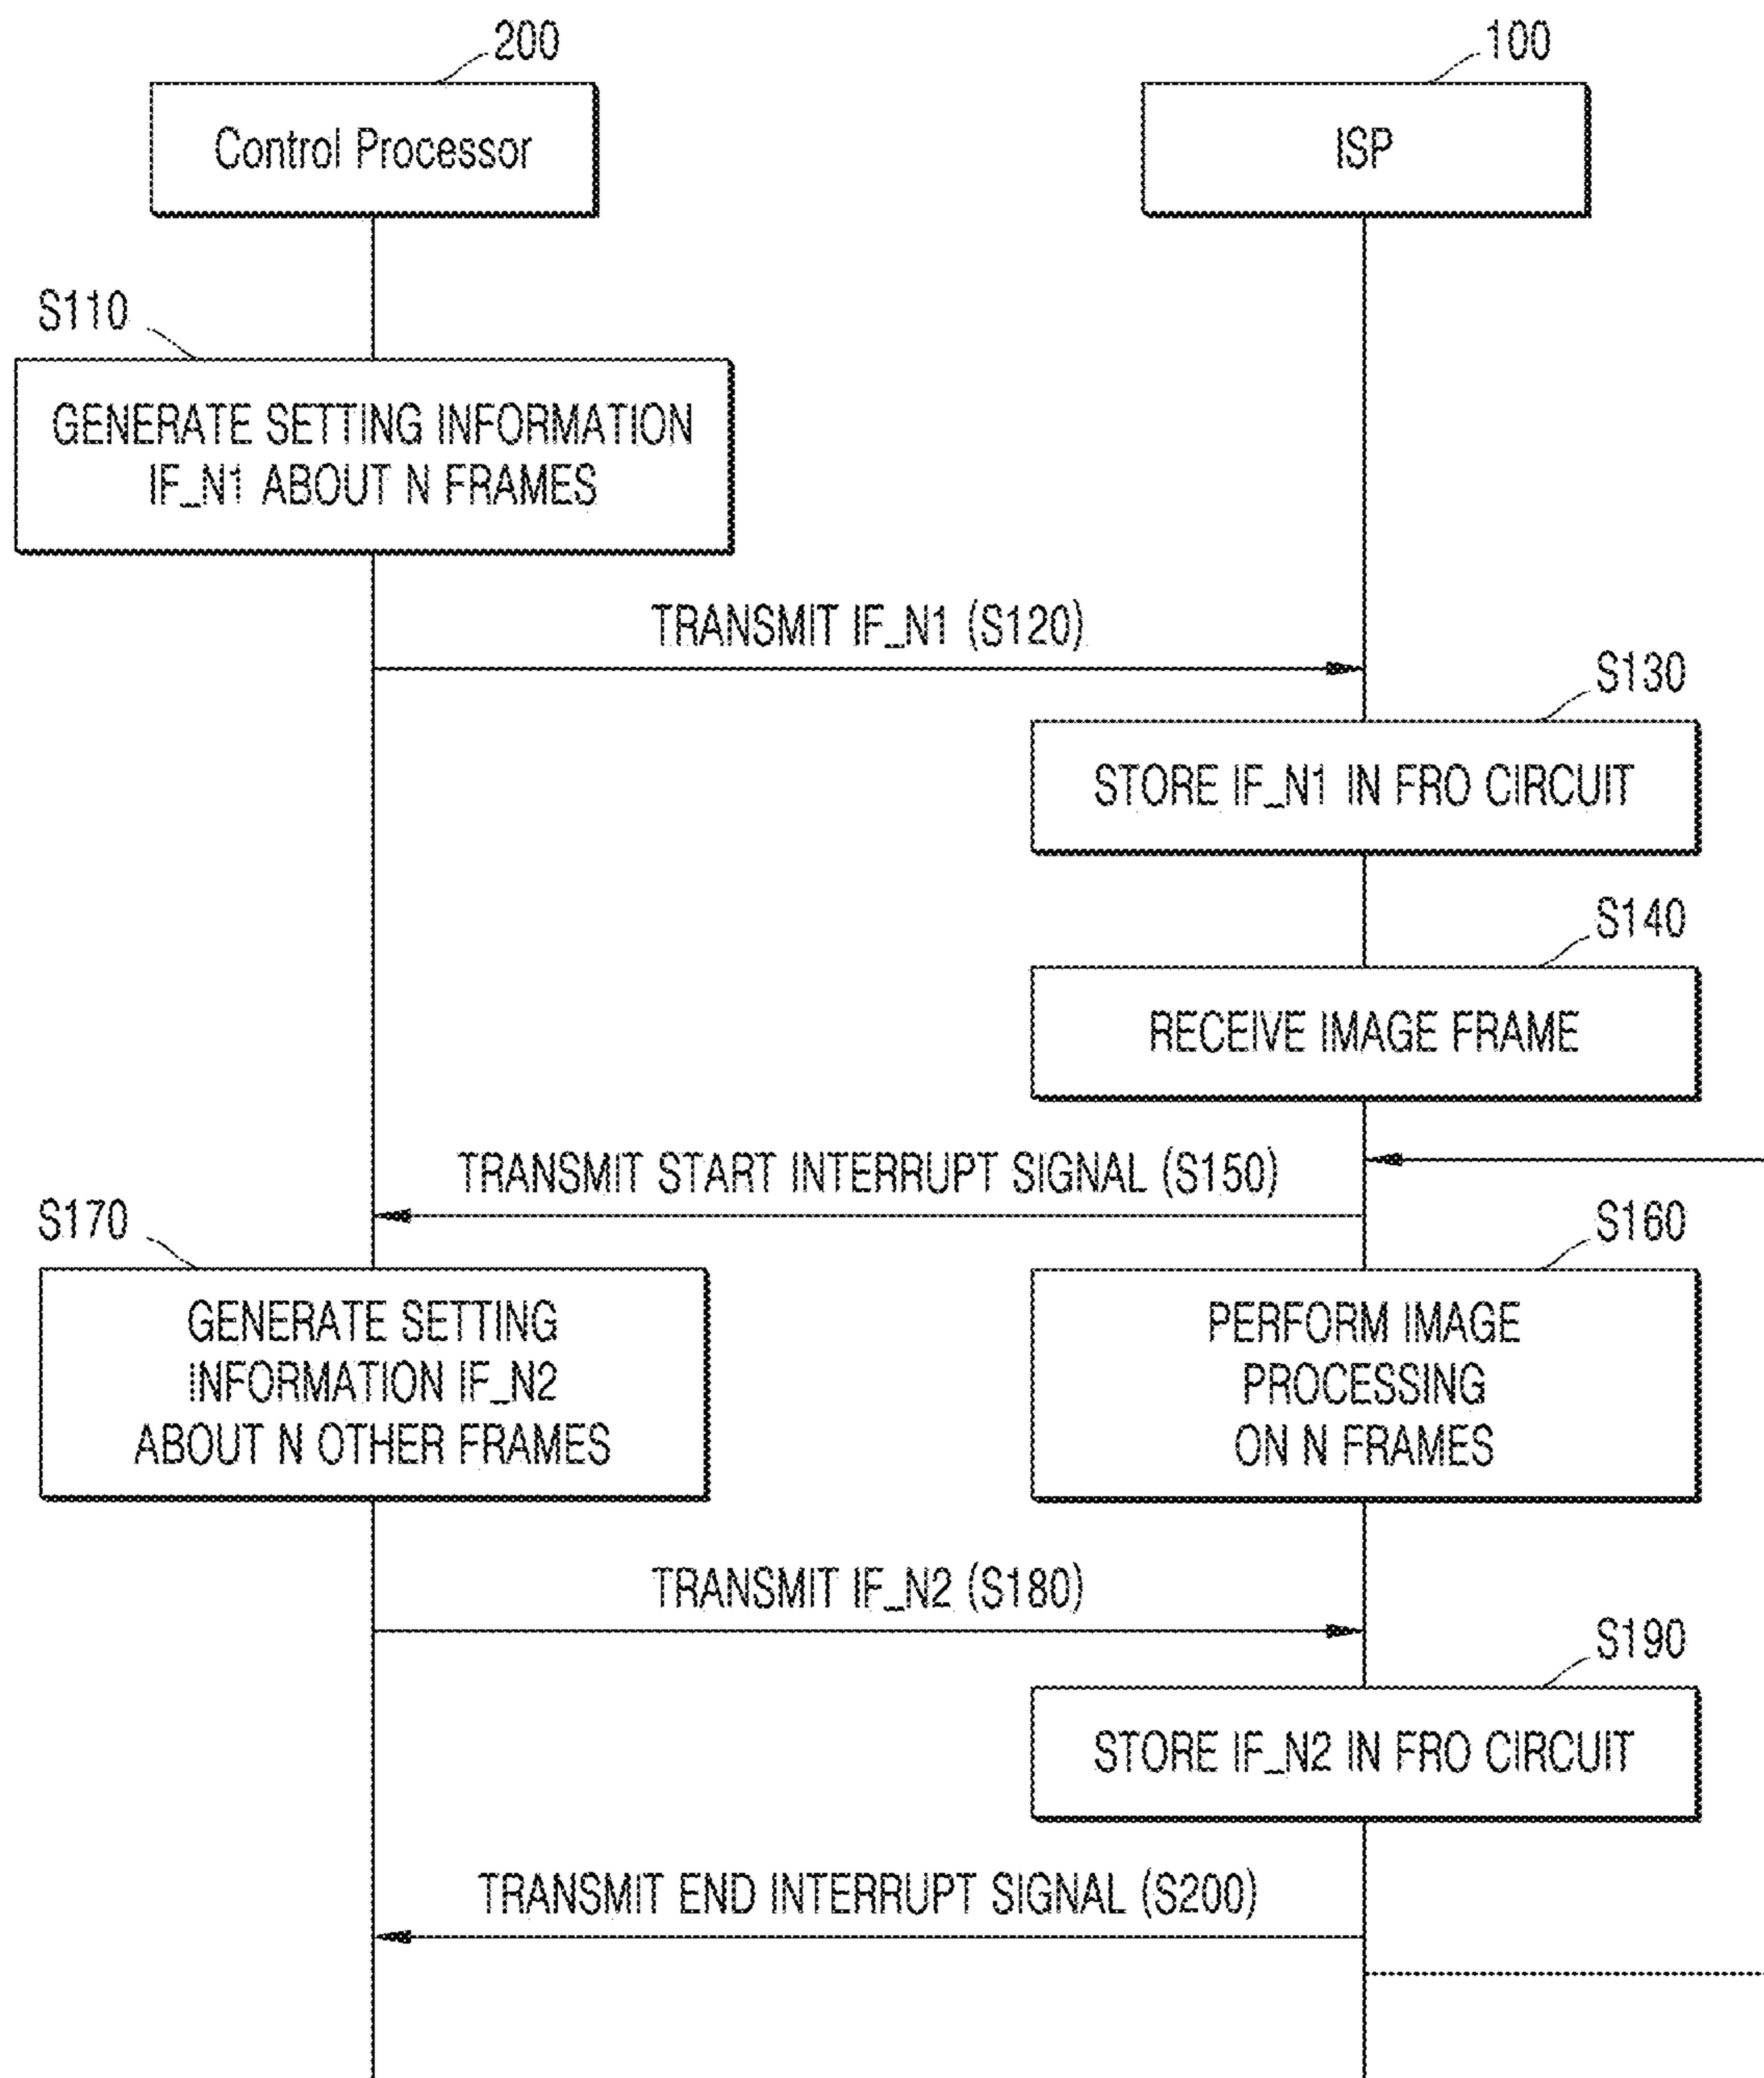 200
100
Control Processor
ISP
S110
GENERATE SETTING INFORMATION
IF_N1 ABOUT N FRAMES
TRANSMIT IF_N1 (S120)
S130
STORE IF_N1 IN FRO CIRCUIT
S140
RECEIVE IMAGE FRAME
TRANSMIT START INTERRUPT SIGNAL (S150)
S170
S160
GENERATE SETTING
INFORMATION IF_N2
ABOUT N OTHER FRAMES
PERFORM IMAGE
PROCESSING
ON N FRAMES
TRANSMIT IF_N2 (S180)
S190
STORE IF_N2 IN FRO CIRCUIT
TRANSMIT END INTERRUPT SIGNAL (S200)